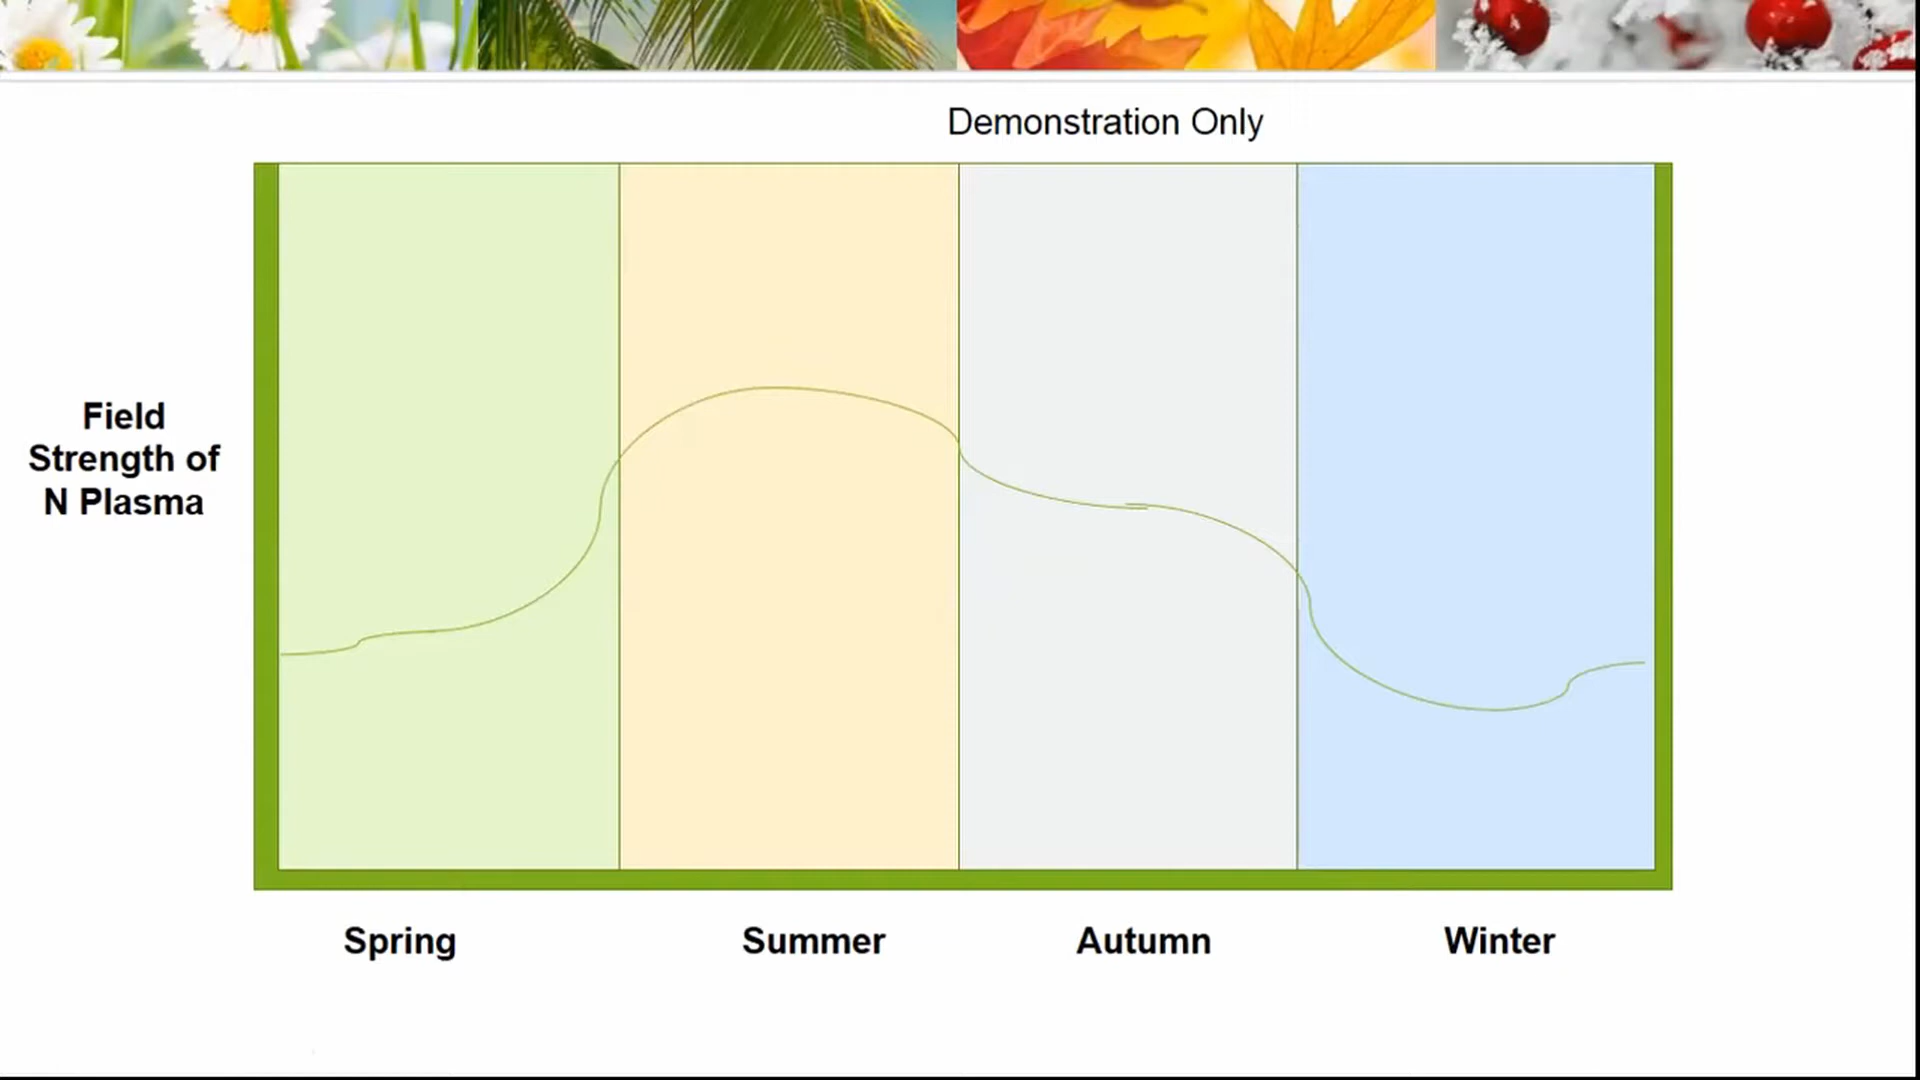 Demonstration Only
Field
Strength of
N Plasma
Spring
Summer
Autumn
Winter